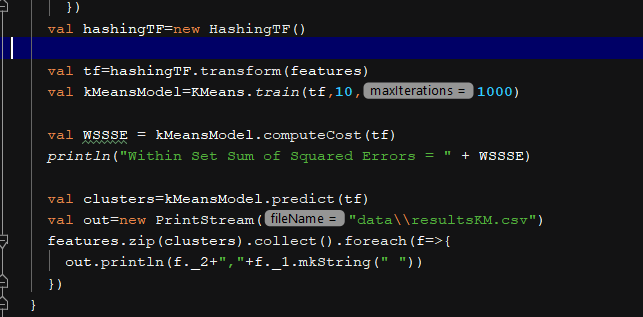 })
val hashingTF=new HashingTF()
val tf=hashingTF.transform(features)
val kMeansModel=KMeans.train(tf,10, maxIterations = 1000)
val WSSSE = kMeansModel.computeCost(tf)
println("Within Set Sum of Squared Errors = " + WSSSE)
val clusters=kMeansModel.predict(tf)
val out=new PrintStream( fileName = "data\\resultsKM.csv")
features.zip(clusters).collect().foreach(f=>{
out.println(f._2+","+f._1.mkString(" "))
})
}